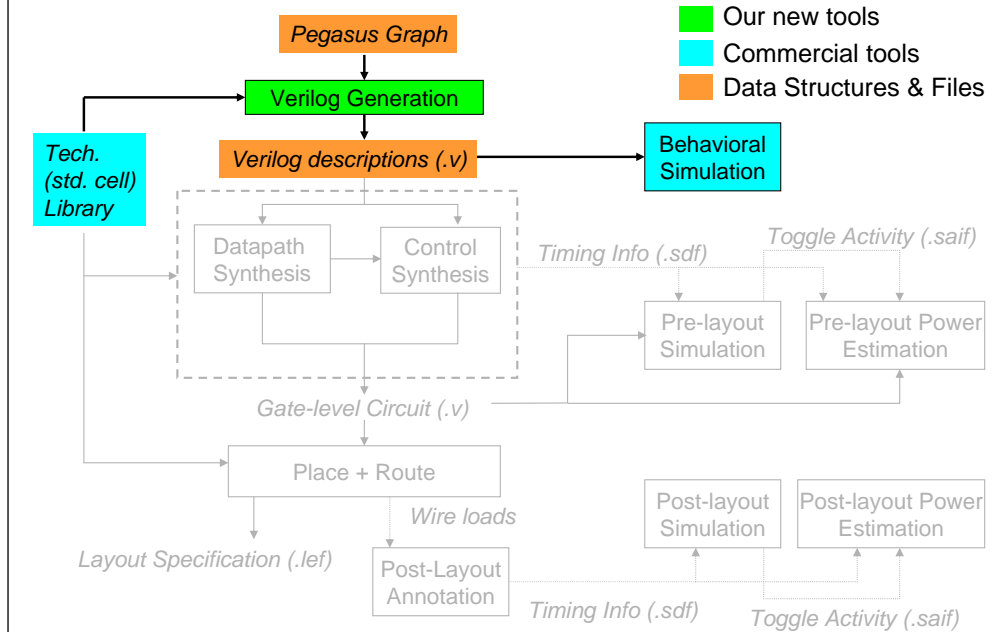 Pegasus Graph
Our new tools
Commercial tools
Data Structures & Files
Verilog Generation
Tech.
(std. cell)
Library
Verilog descriptions (.v)
Behavioral
Simulation
Datapath
Synthesis
Control
Synthesis
Timing Info (.sdf)
Toggle Activity (.saif)
Pre-layout
Simulation
Pre-layout Power
Estimation
Gate-level Circuit (.v)
Place + Route
Wire loads
Layout Specification (.lef)
Post-Layout
Annotation
Post-layout
Simulation
Post-layout Power
Estimation
Timing Info (.sdf)
Toggle Activity (.saif)